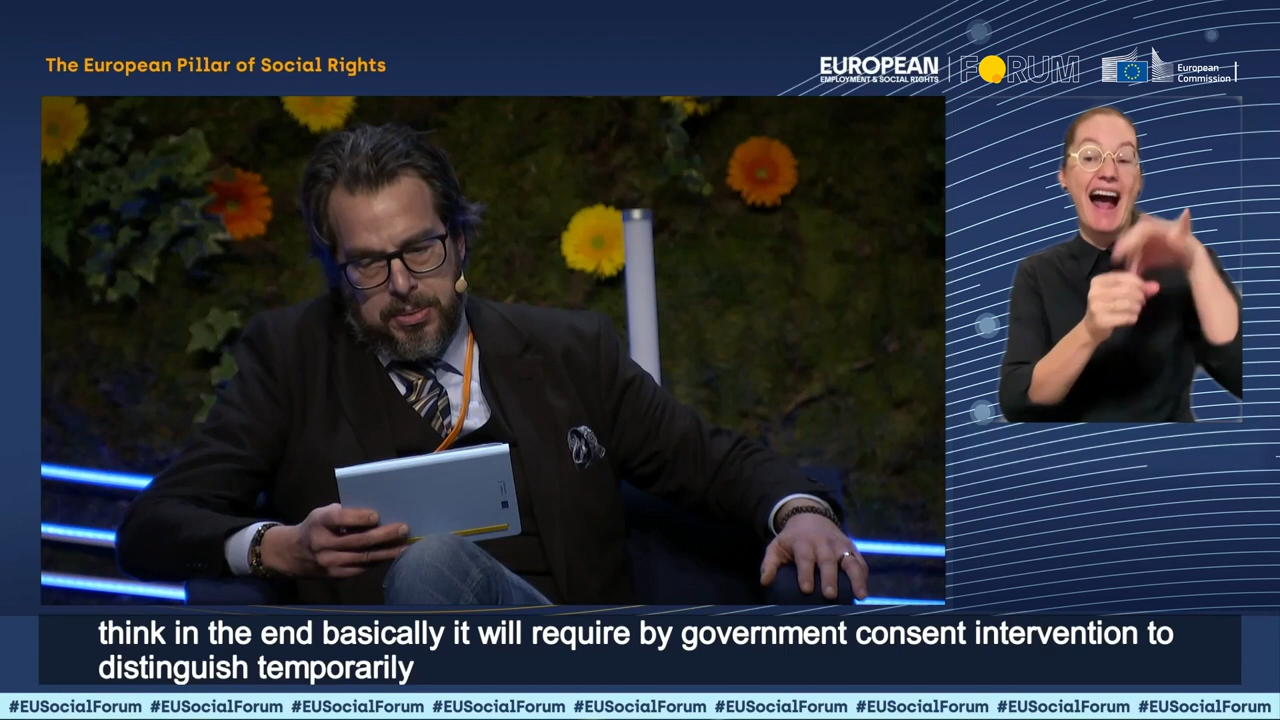 The European Pillar of Social Rights
EUROPEAN
EMPLOYMENT & SOCIAL RIGHTS
FORUM
European
Commission
think in the end basically it will require by government consent intervention to
distinguish temporarily
#EUSocialForum #EUSocialForum #EUSocialForum #EUSocialForum #EUSocialForum #EUSocialForum #EUSocialForum #EUSocialForum #EUSocialForum